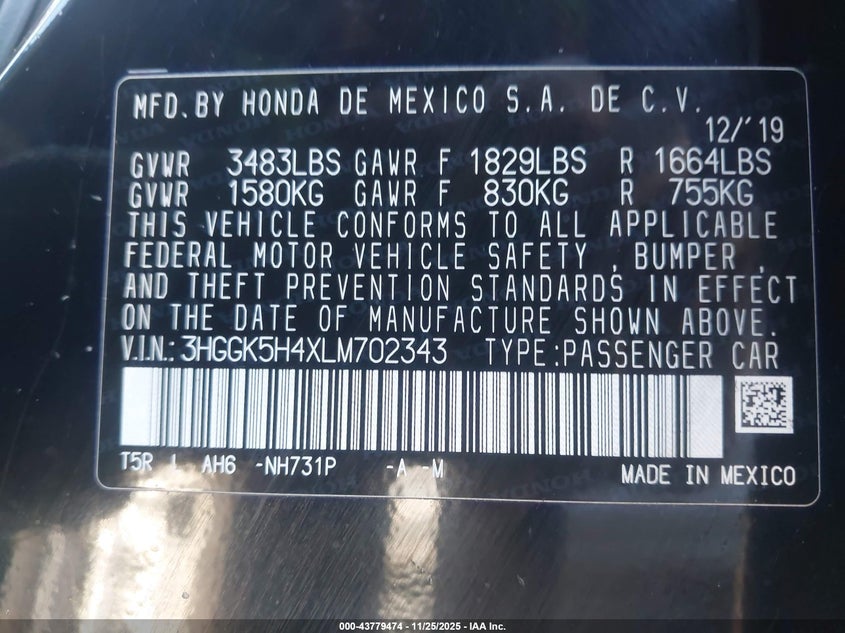 MFD.BY HONDA DE MEXICO S.A. DE C.V.
12/'19
GVWR 3483LBS GAWR F 1829LBS R 1664LBS
GVWR 1580KG GAWR F 830KG R 755KG
THIS VEHICLE CONFORMS TO ALL APPLICABLE
FEDERAL MOTOR VEHICLE SAFETY , BUMPER ,
AND THEFT PREVENTION STANDARDS IN EFFECT
ON THE DATE OF MANUFACTURE SHOWN ABOVE.
V.I.N.: 3HGGK5H4XLM702343 TYPE:PASSENGER CAR
T5R L AH6 -NH731P -A -M
MADE IN MEXICO
000-43779474 — 11/25/2025 - IAA Inc.